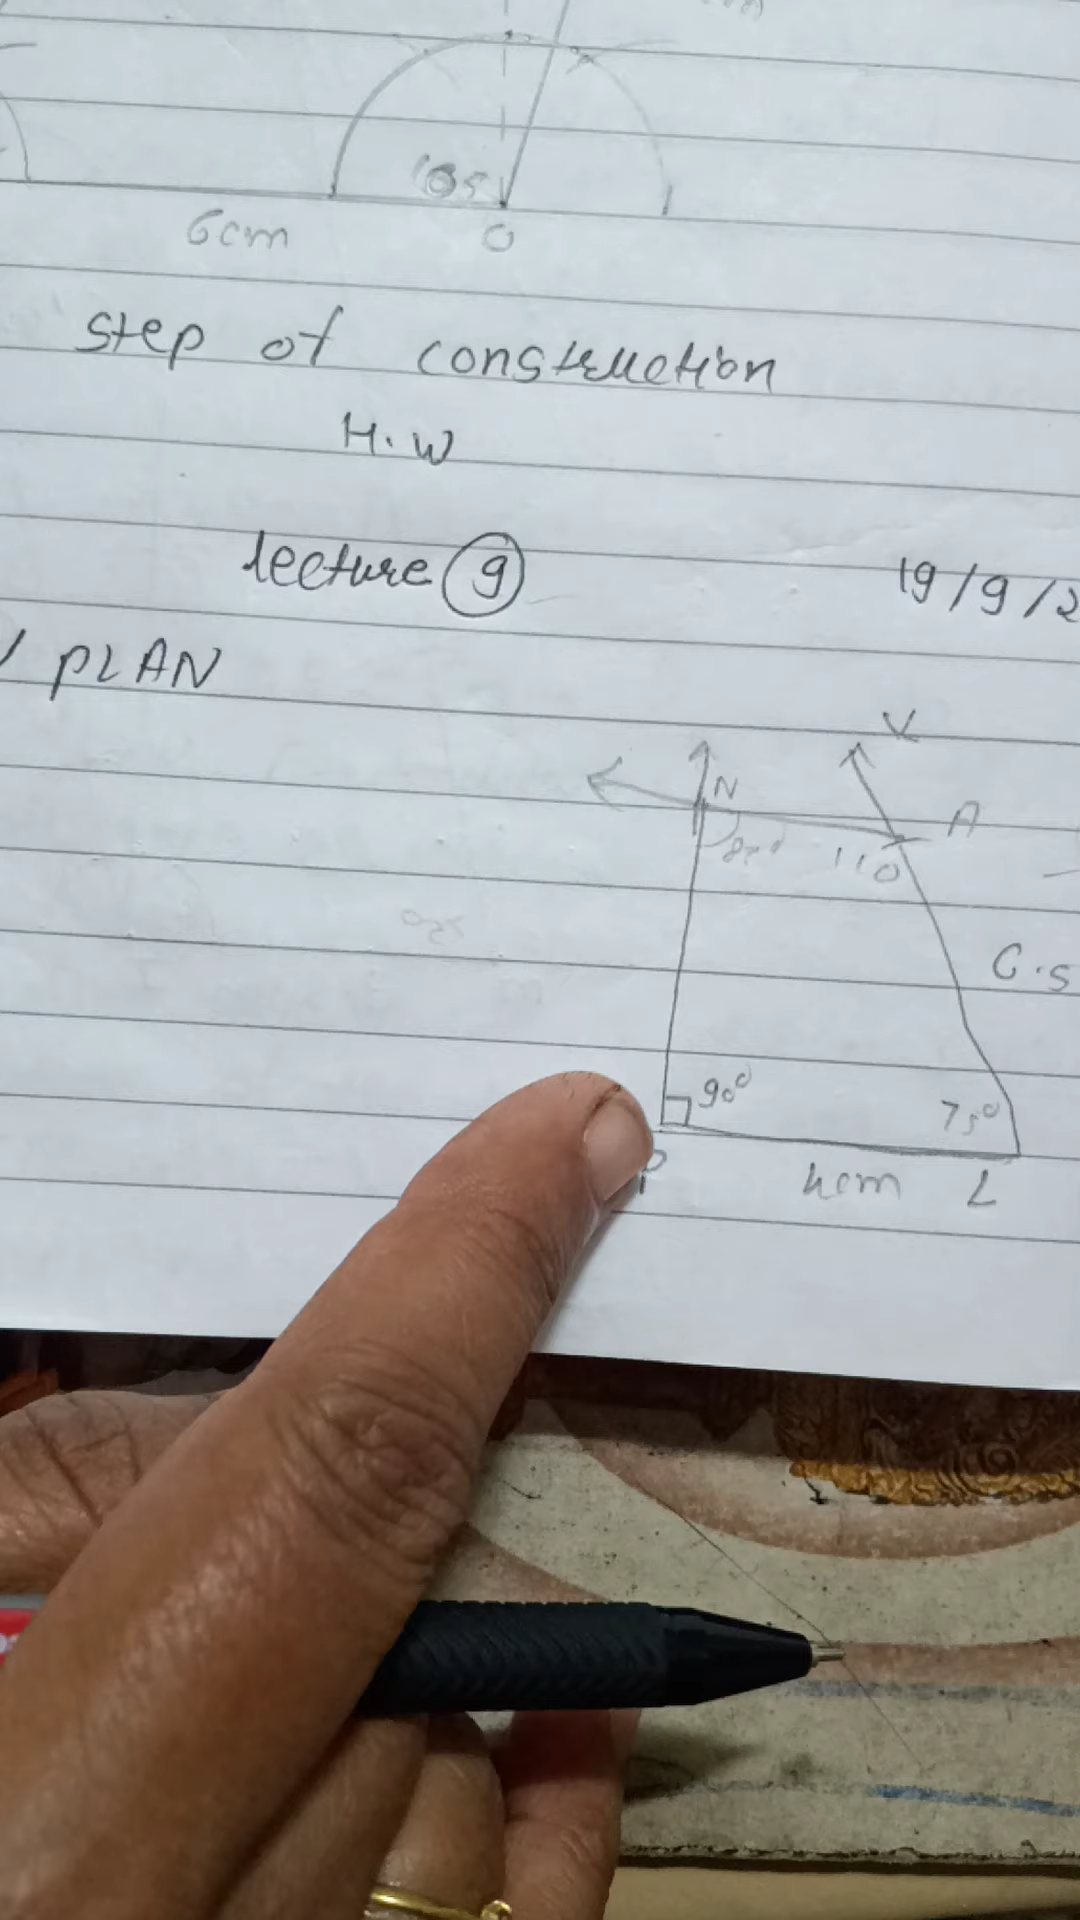 105
6cm
O
step of construction
H.W
lecture 9
19/9/2
PLAN
N
A
110
6.5
90°
75°
P
4cm L